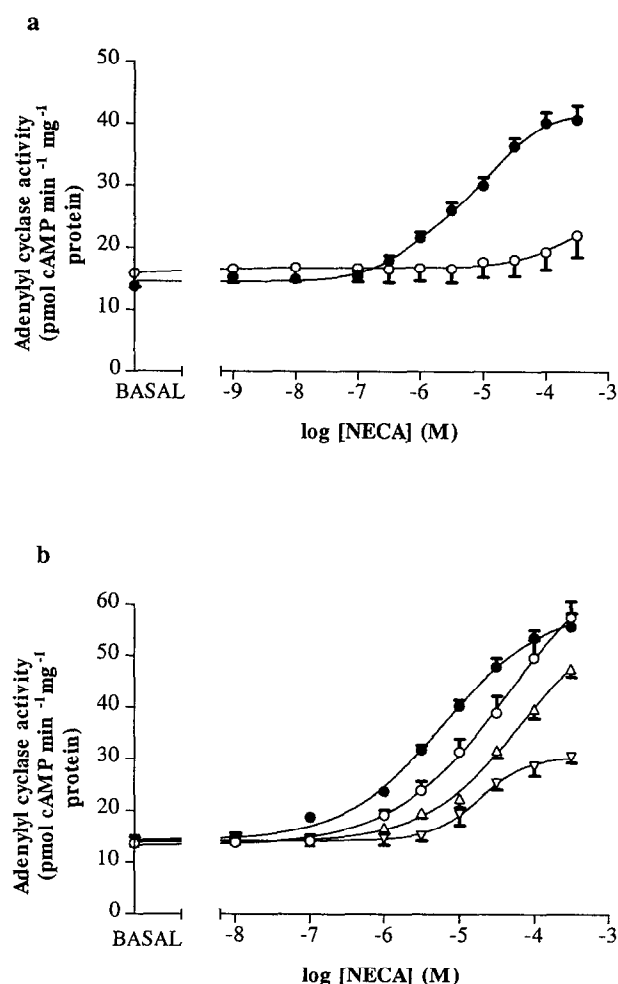 a
Adenylyl cyclase activity
(pmol cAMP min -1 mg-1
protein)
50
40
30
20
10
0
BASAL
-9
-8
-7
-6
-5
-4
-3
log [NECA] (M)
b
Adenylyl cyclase activity
(pmol cAMP min -1mg-1
protein)
60
50
40
30
20
10
0
BASAL
-8
-7
-6
-5
-4
-3
log [NECA] (M)